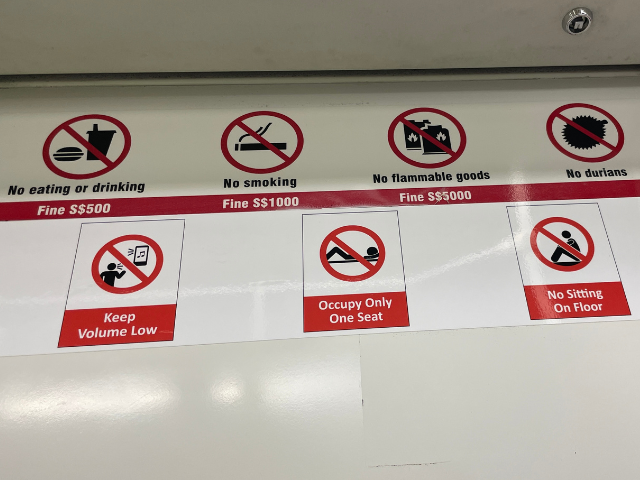 No eating or drinking
No smoking
No flammable goods
No durians
Fine S$500
Fine S$1000
Fine S$5000
Keep
Volume Low
Occupy Only
One Seat
No Sitting
On Floor